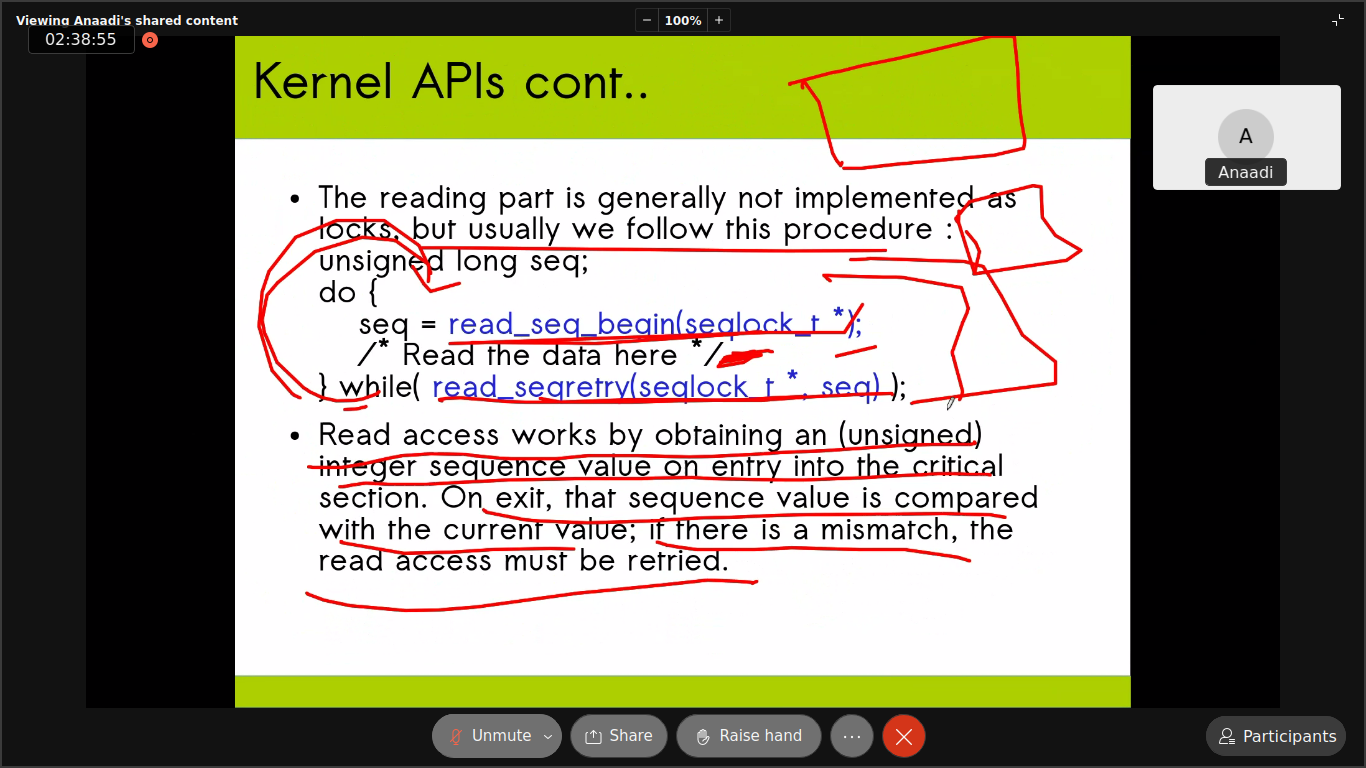 Viewing Anaadi's shared content
100%
02:38:55
Kernel APIs cont..
A
Anaadi
• The reading part is generally not implemented as
locks, but usually we follow this procedure :
unsigned long seq;
do {
seq = read_seq_begin(seqlock_t *);
/* Read the data here */
} while( read_seqretry(seqlock_t *, seq) );
• Read access works by obtaining an (unsigned)
integer sequence value on entry into the critical
section. On exit, that sequence value is compared
with the current value; if there is a mismatch, the
read access must be retried.
Unmute
Share
Raise hand
Participants